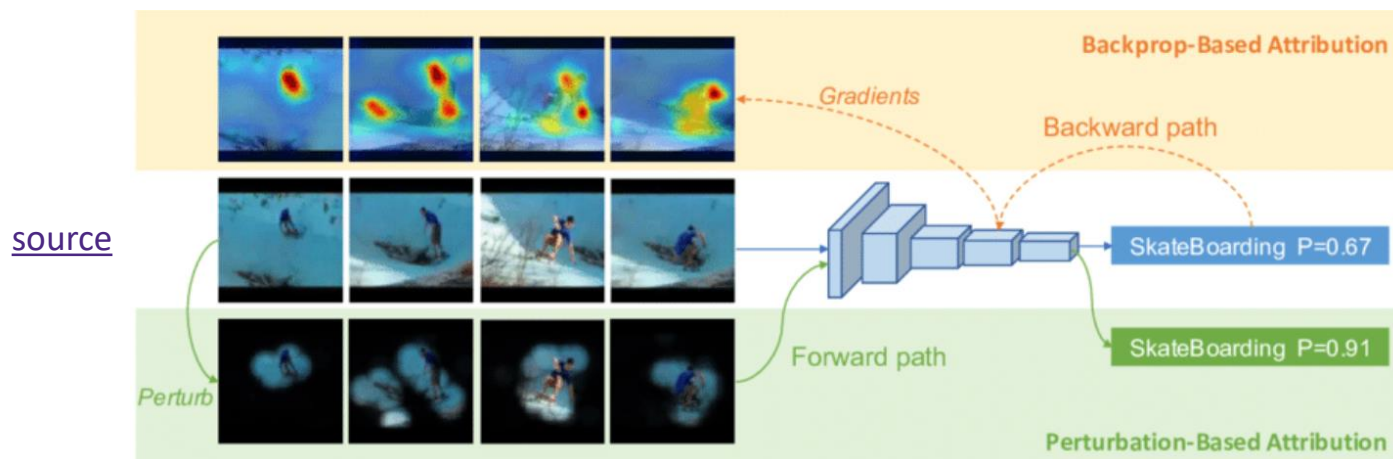 Backprop-Based Attribution
Gradients
Backward path
source
SkateBoarding P=0.67
SkateBoarding P=0.91
Forward path
Perturb
Perturbation-Based Attribution